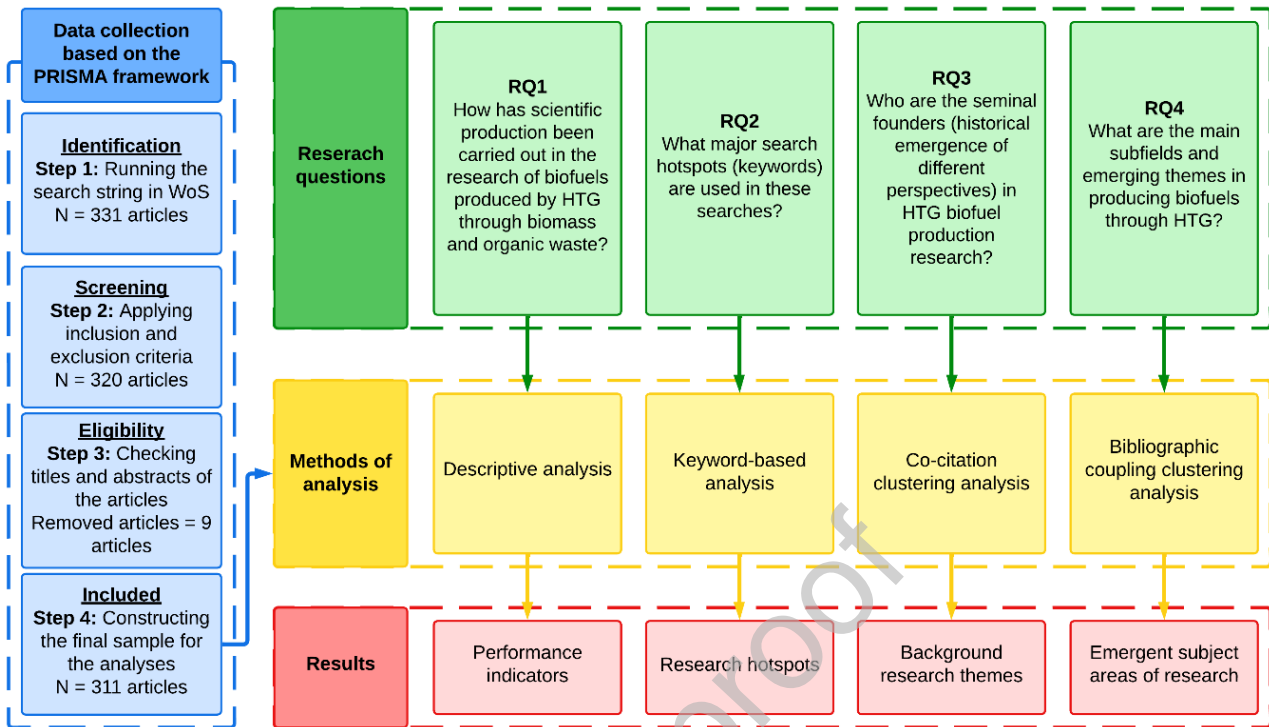 Data collection
based on the
PRISMA framework
Identification
Step 1: Running the
search string in WoS
N = 331 articles
Screening
Step 2: Applying
inclusion and
exclusion criteria
N = 320 articles
Eligibility
Step 3: Checking
titles and abstracts of
the articles
Removed articles = 9
articles
Included
Step 4: Constructing
the final sample for
the analyses
N = 311 articles
Reserach
questions
RQ1
How has scientific
production been
carried out in the
research of biofuels
produced by HTG
through biomass
and organic waste?
RQ2
What major search
hotspots (keywords)
are used in these
searches?
RQ3
Who are the seminal
founders (historical
emergence of
different
perspectives) in
HTG biofuel
production
research?
RQ4
What are the main
subfields and
emerging themes in
producing biofuels
through HTG?
Methods of
analysis
Descriptive analysis
Keyword-based
analysis
Co-citation
clustering analysis
Bibliographic
coupling clustering
analysis
Results
Performance
indicators
Research hotspots
Background
research themes
Emergent subject
areas of research
proof